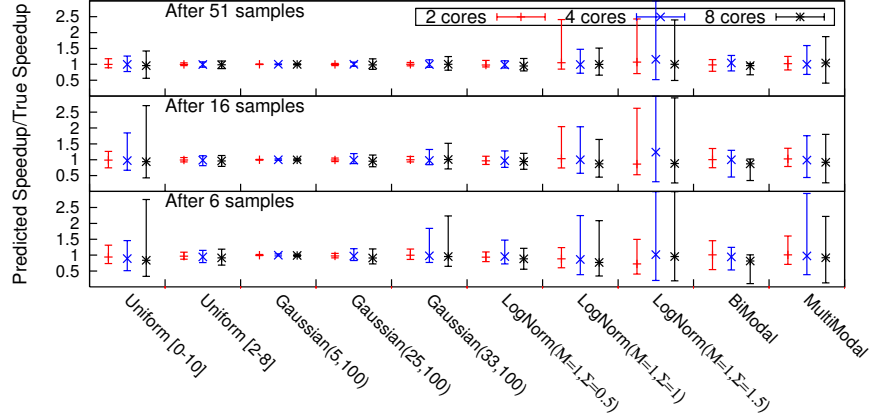 Predicted Speedup/True Speedup
After 51 samples
2 cores
4 cores
8 cores
2.5
2
1.5
1
0.5
After 16 samples
2.5
2
1.5
1
0.5
After 6 samples
2.5
2
1.5
1
0.5
Uniform [0-10]
Uniform [2-8]
Gaussian(5,100)
Gaussian(25,100)
Gaussian(33,100)
LogNorm(M=1,Σ=0.5)
LogNorm(M=1,Σ=1)
LogNorm(M=1,Σ=1.5)
BiModal
MultiModal